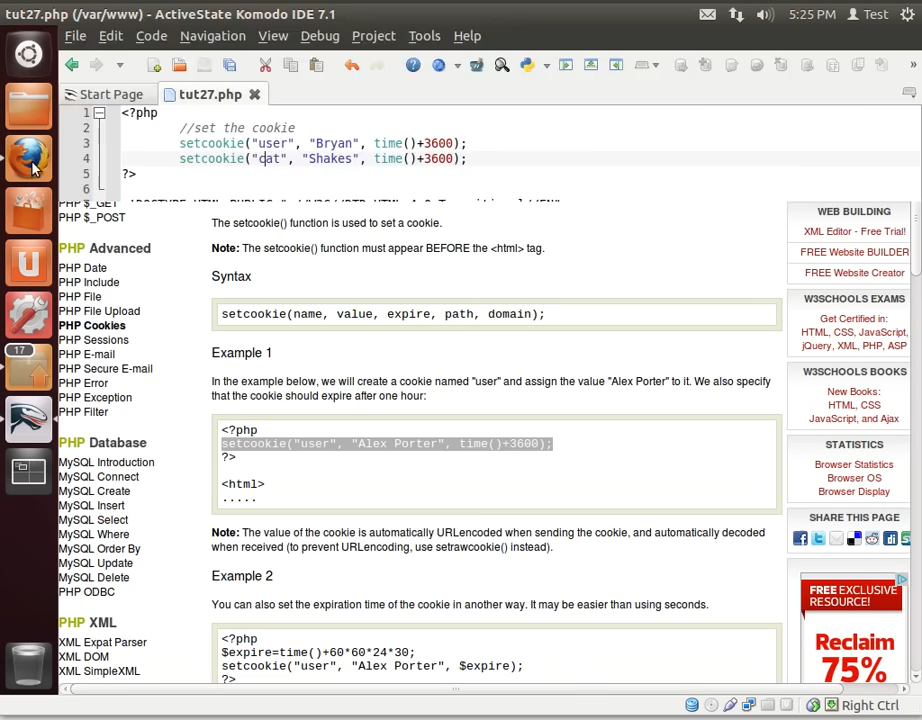 tut27.php (/var/www) - ActiveState Komodo IDE 7.1
5:25 PM
Test
File Edit Code Navigation View Debug Project Tools Help
Start Page
tut27.php
1 <?php
2 //set the cookie
3 setcookie("user", "Bryan", time()+3600);
4 setcookie("cat", "Shakes", time()+3600);
5 ?>
6
PHP $_GET
PHP $_POST
PHP Advanced
PHP Date
PHP Include
PHP File
PHP File Upload
PHP Cookies
PHP Sessions
PHP E-mail
PHP Secure E-mail
PHP Error
PHP Exception
PHP Filter
PHP Database
MySQL Introduction
MySQL Connect
MySQL Create
MySQL Insert
MySQL Select
MySQL Where
MySQL Order By
MySQL Update
MySQL Delete
PHP ODBC
PHP XML
XML Expat Parser
XML DOM
XML SimpleXML
17
The setcookie() function is used to set a cookie.
Note: The setcookie() function must appear BEFORE the <html> tag.
Syntax
setcookie(name, value, expire, path, domain);
Example 1
In the example below, we will create a cookie named "user" and assign the value "Alex Porter" to it. We also specify
that the cookie should expire after one hour:
<?php
setcookie("user", "Alex Porter", time()+3600);
?>
<html>
.....
Note: The value of the cookie is automatically URLencoded when sending the cookie, and automatically decoded
when received (to prevent URLencoding, use setrawcookie() instead).
Example 2
You can also set the expiration time of the cookie in another way. It may be easier than using seconds.
<?php
$expire=time()+60*60*24*30;
setcookie("user", "Alex Porter", $expire);
?>
WEB BUILDING
XML Editor - Free Trial!
FREE Website BUILDER
FREE Website Creator
W3SCHOOLS EXAMS
Get Certified in:
HTML, CSS, JavaScript,
jQuery, XML, PHP, ASP
W3SCHOOLS BOOKS
New Books:
HTML, CSS
JavaScript, and Ajax
STATISTICS
Browser Statistics
Browser OS
Browser Display
SHARE THIS PAGE
FREE EXCLUSIVE
RESOURCE!
Reclaim
75%
Right Ctrl